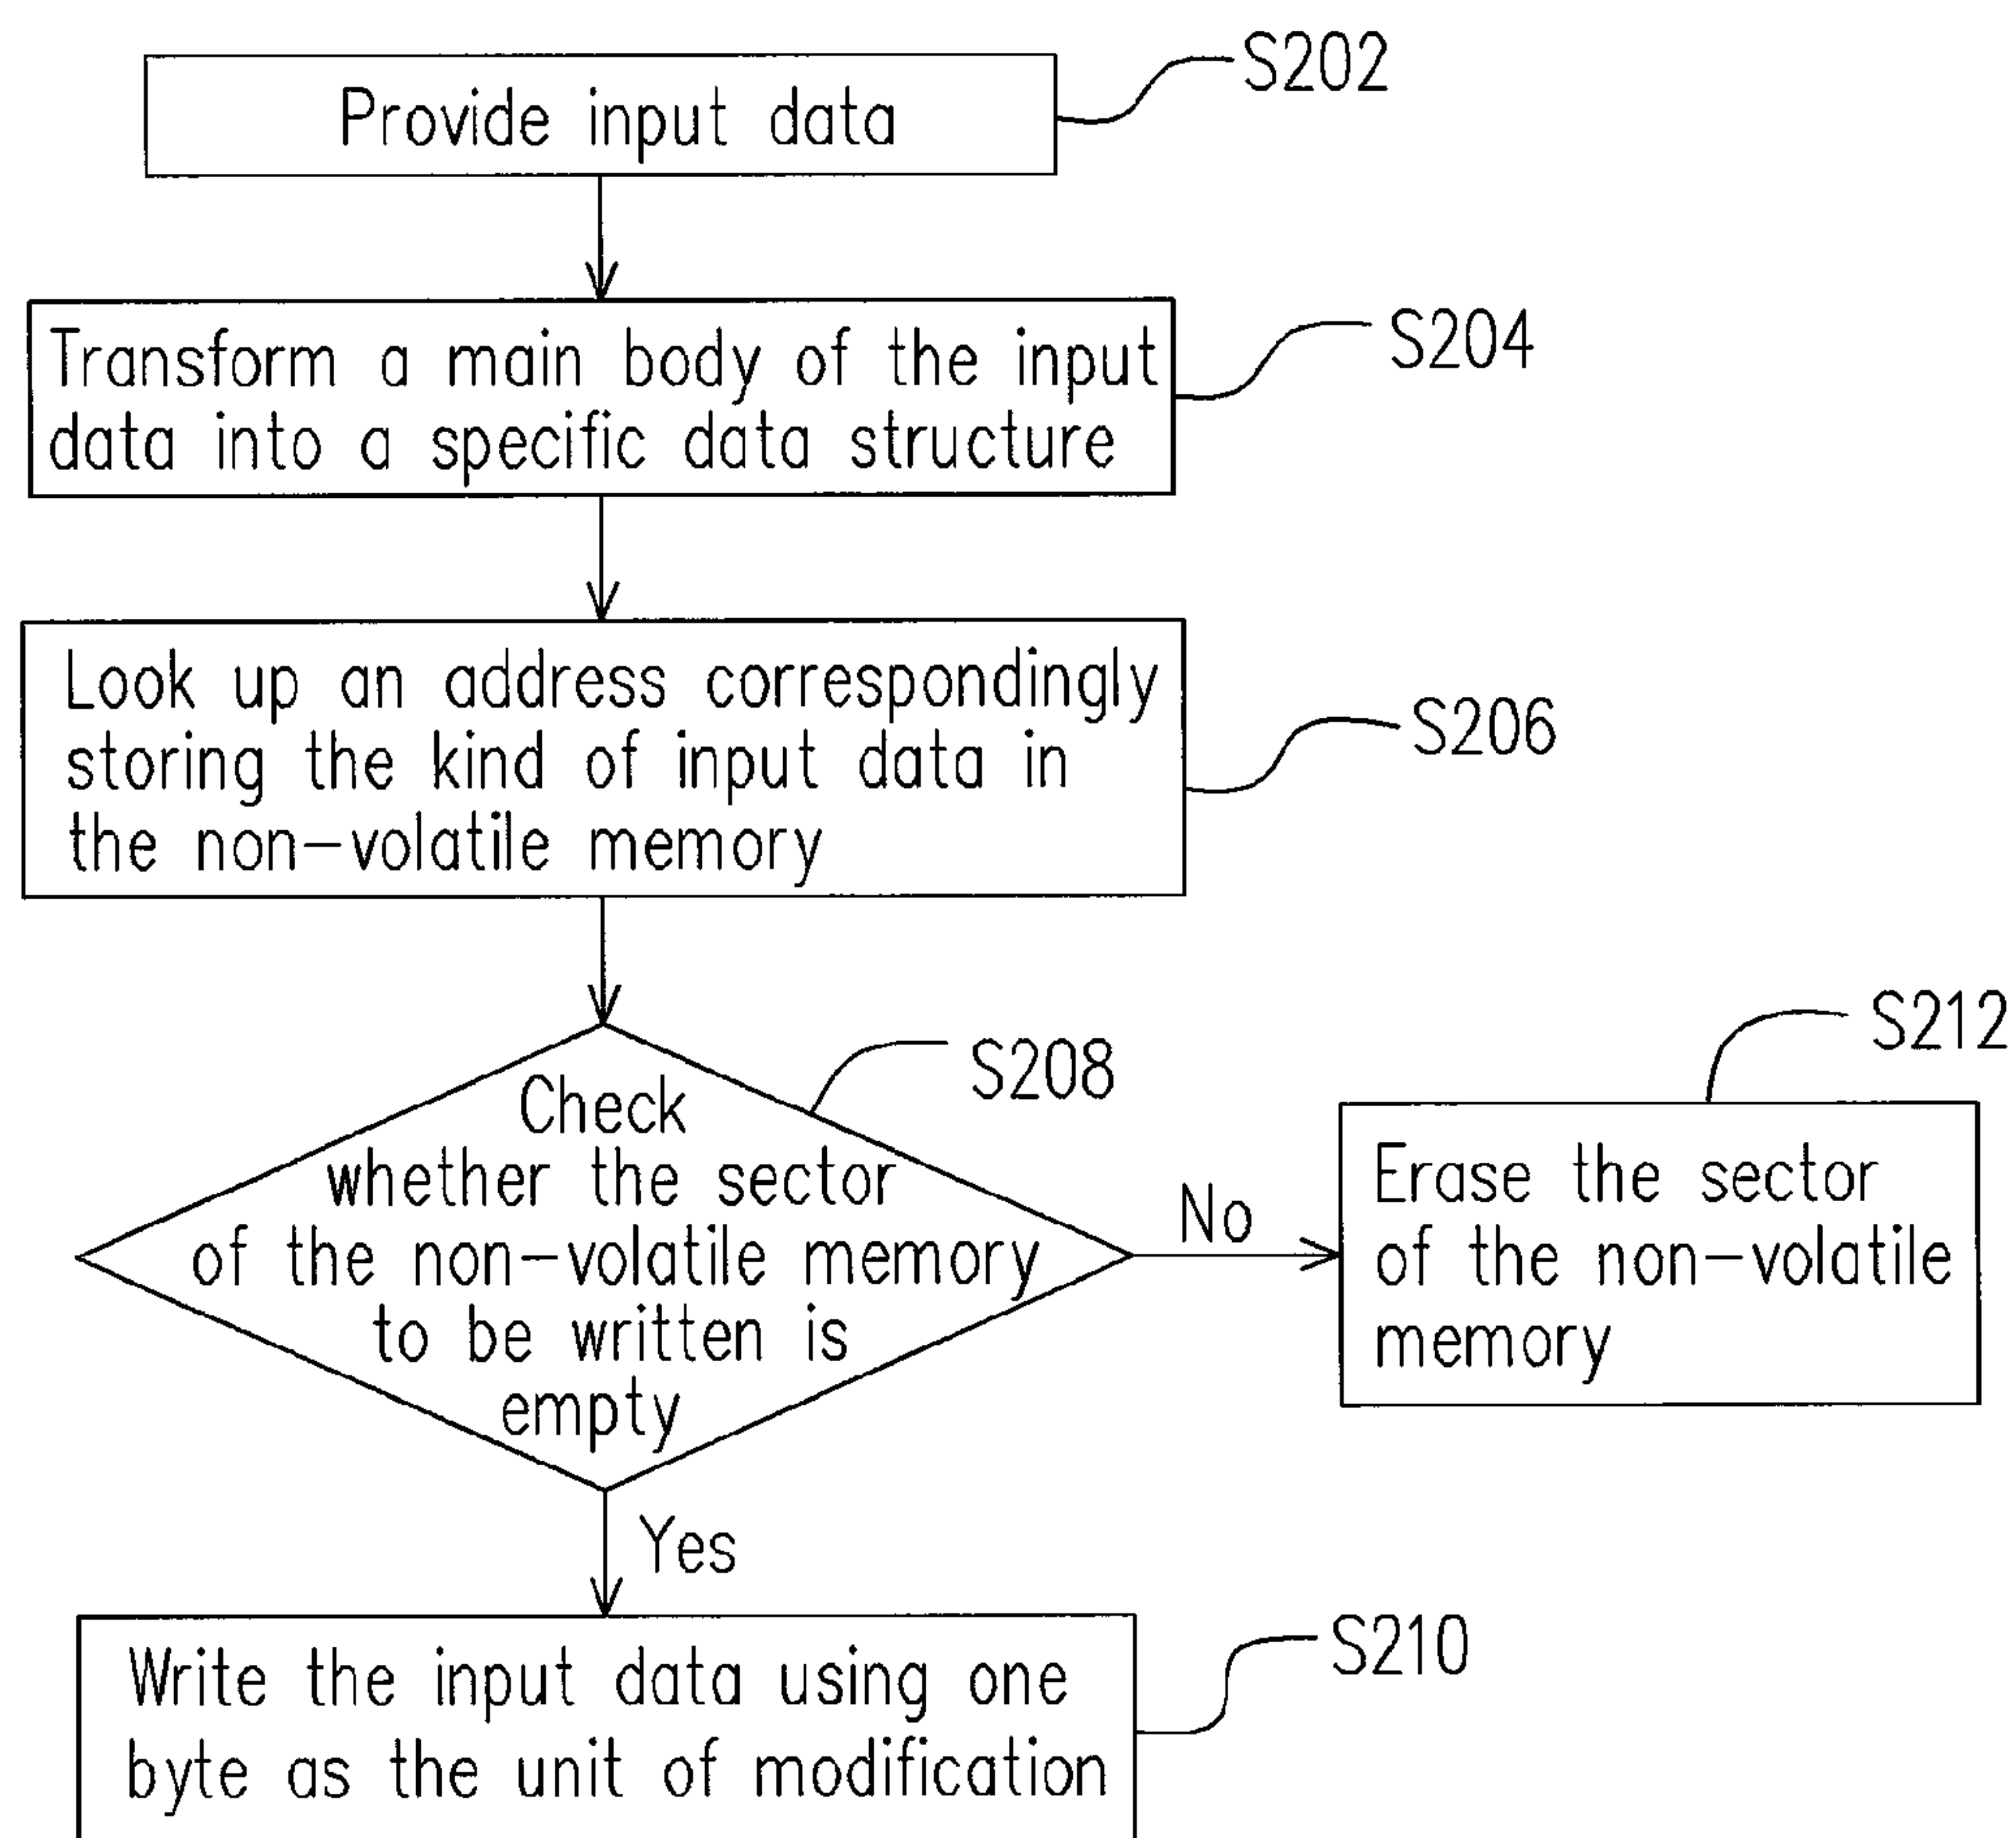 Provide input data
S202
Transform a main body of the input
data into a specific data structure
S204
Look up an address correspondingly
storing the kind of input data in
the non-volatile memory
S206
Check
whether the sector
of the non-volatile memory
to be written is
empty
S208
No
Erase the sector
of the non-volatile
memory
S212
Yes
Write the input data using one
byte as the unit of modification
S210